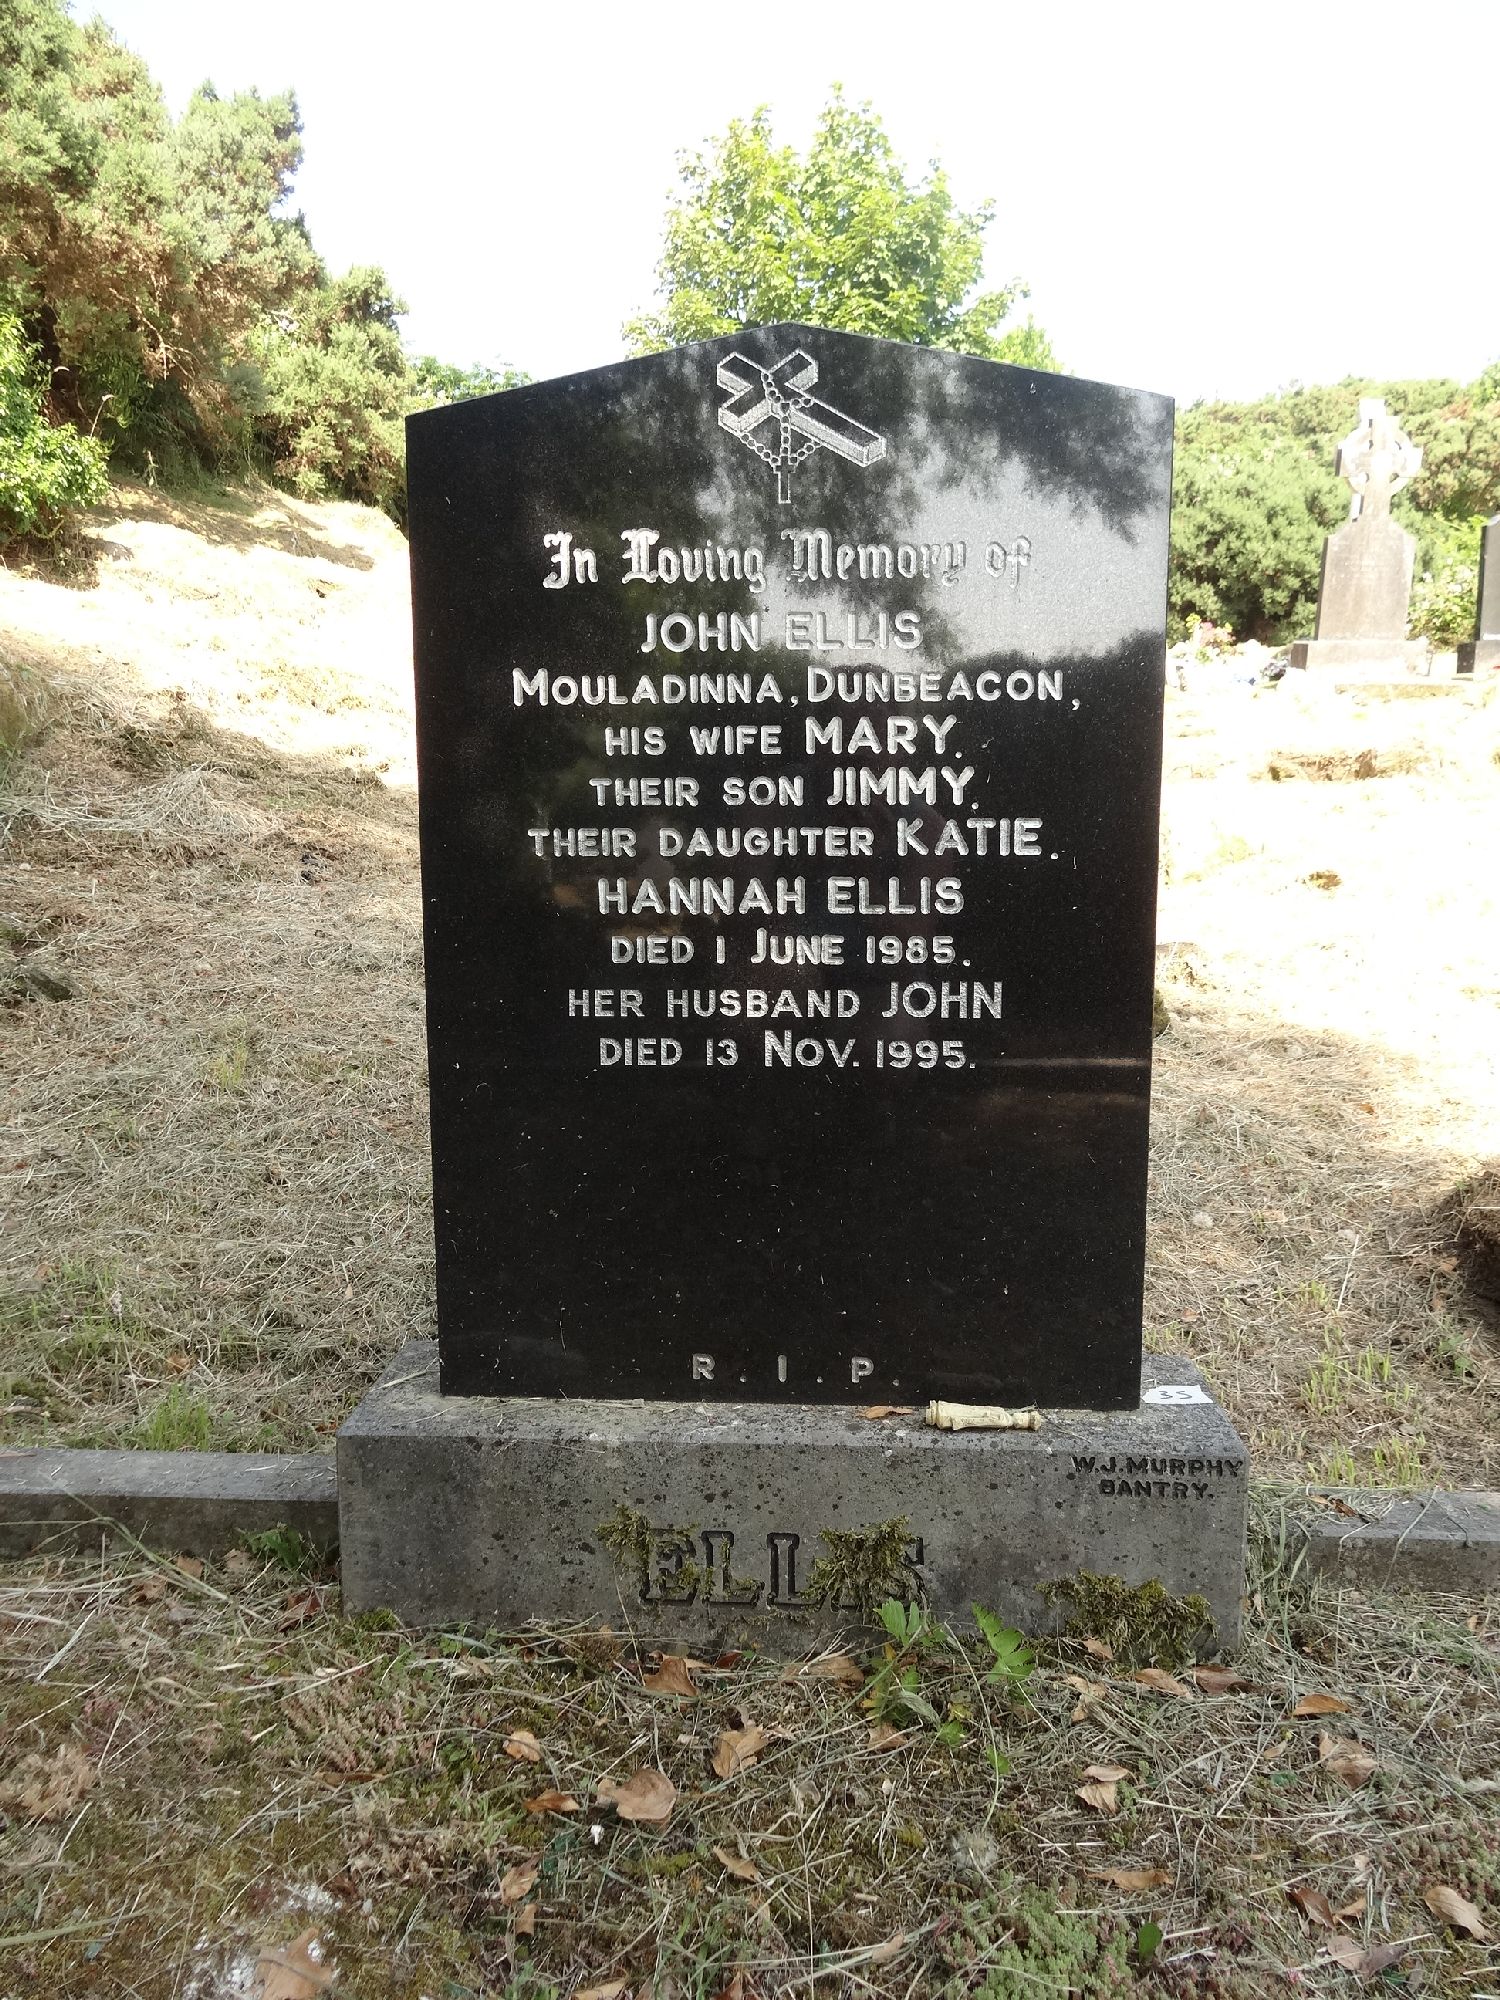 In Loving Memory of
JOHN ELLIS
MOULADINNA, DUNBEACON,
HIS WIFE MARY.
THEIR SON JIMMY.
THEIR DAUGHTER KATIE.
HANNAH ELLIS
DIED 1 JUNE 1985.
HER HUSBAND JOHN
DIED 13 NOV. 1995.
R . I . P .
35
W.J. MURPHY
BANTRY.
ELLIS